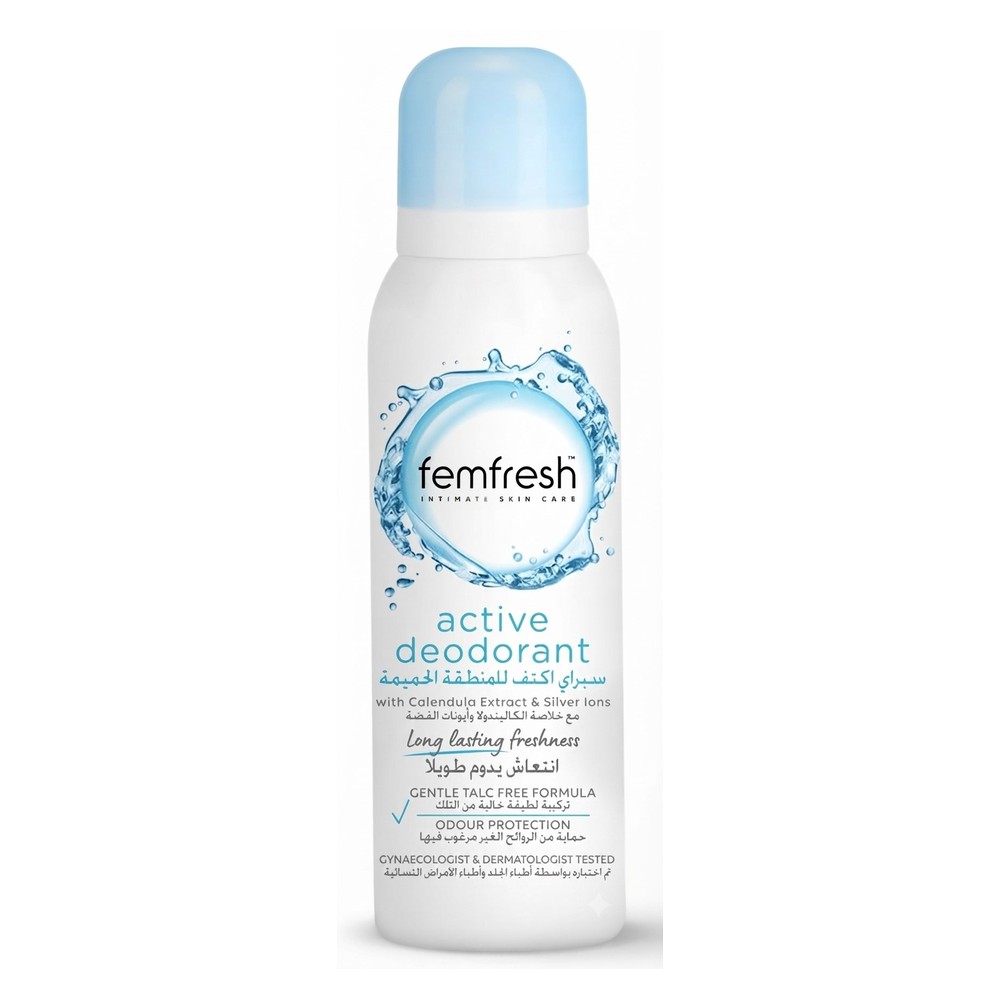 femfresh™
INTIMATE SKIN CARE
active
deodorant
سبراي اكتف للمنطقة الحميمة
with Calendula Extract & Silver Ions
مع خلاصة الكاليندولا وأيونات الفضة
Long lasting freshness
انتعاش يدوم طويلا
GENTLE TALC FREE FORMULA
تركيبة لطيفة خالية من التلك
ODOUR PROTECTION
حماية من الروائح الغير مرغوب فيها
GYNAECOLOGIST & DERMATOLOGIST TESTED
تم اختباره بواسطة أطباء الجلد وأطباء الأمراض النسائية